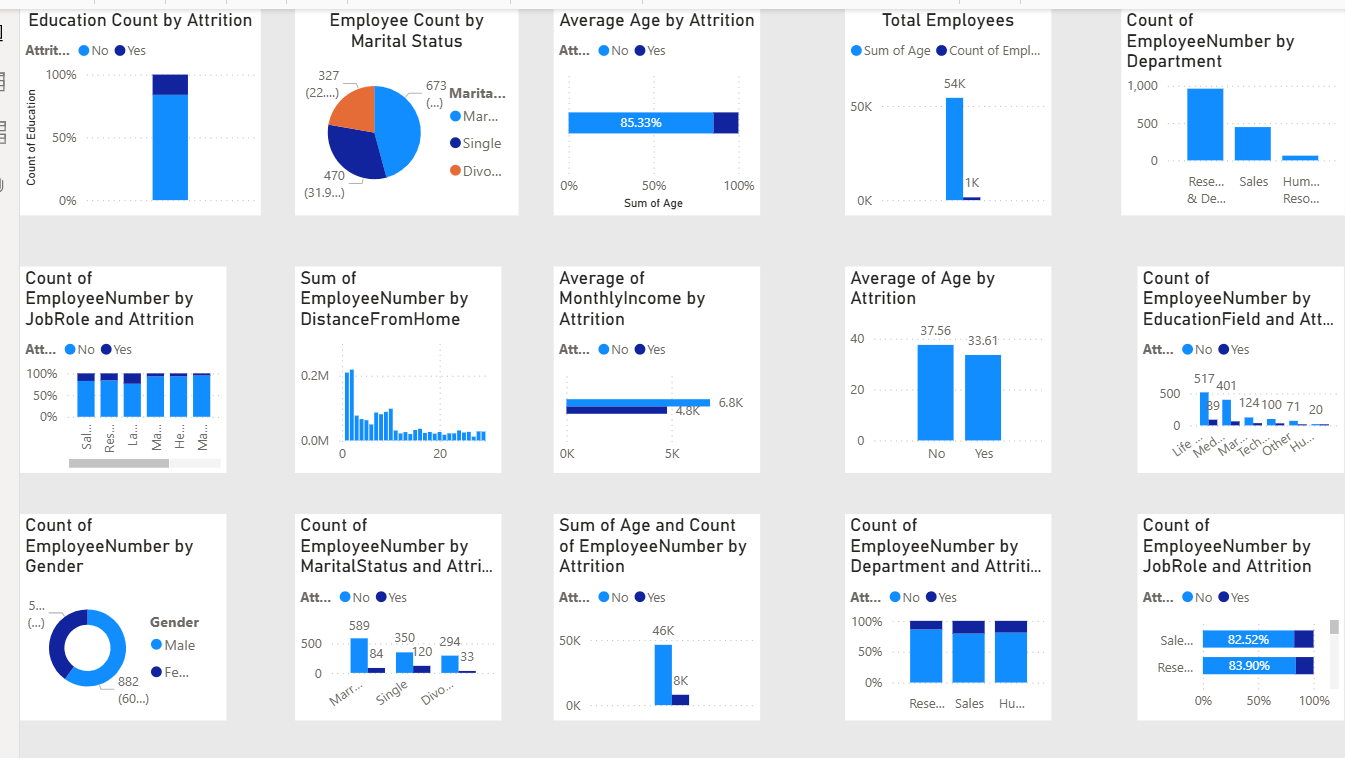 Education Count by Attrition
Attrit... No Yes
100%
50%
0%
Count of Education
Employee Count by
Marital Status
327
(22....)
673
(...)
470
(31.9...)
Marita...
Mar...
Single
Divo...
Average Age by Attrition
Att... No Yes
85.33%
0% 50% 100%
Sum of Age
Total Employees
Sum of Age Count of Empl...
54K
50K
1K
0K
Count of
EmployeeNumber by
Department
1,000
500
0
Rese... Sales Hum...
& De... Reso...
Count of
EmployeeNumber by
JobRole and Attrition
Att... No Yes
100%
50%
0%
Sal... Res... La... Ma... He... Ma...
Sum of
EmployeeNumber by
DistanceFromHome
0.2M
0.0M
0 20
Average of
MonthlyIncome by
Attrition
Att... No Yes
6.8K
4.8K
0K 5K
Average of Age by
Attrition
37.56
40
33.61
20
0
No Yes
Count of
EmployeeNumber by
EducationField and Att...
Att... No Yes
517
500
89 401 124 100 71 20
0
Life ... Med... Mar... Tech... Other Hu...
Count of
EmployeeNumber by
Gender
5...
(...)
Gender
Male
Fe...
882
(60...)
Count of
EmployeeNumber by
MaritalStatus and Attri...
Att... No Yes
589
500
84 350 120 294 33
0
Marr... Single Divo...
Sum of Age and Count
of EmployeeNumber by
Attrition
Att... No Yes
46K
50K
8K
0K
Count of
EmployeeNumber by
Department and Attriti...
Att... No Yes
100%
50%
0%
Rese... Sales Hu...
Count of
EmployeeNumber by
JobRole and Attrition
Att... No Yes
Sale... 82.52%
Rese... 83.90%
0% 50% 100%